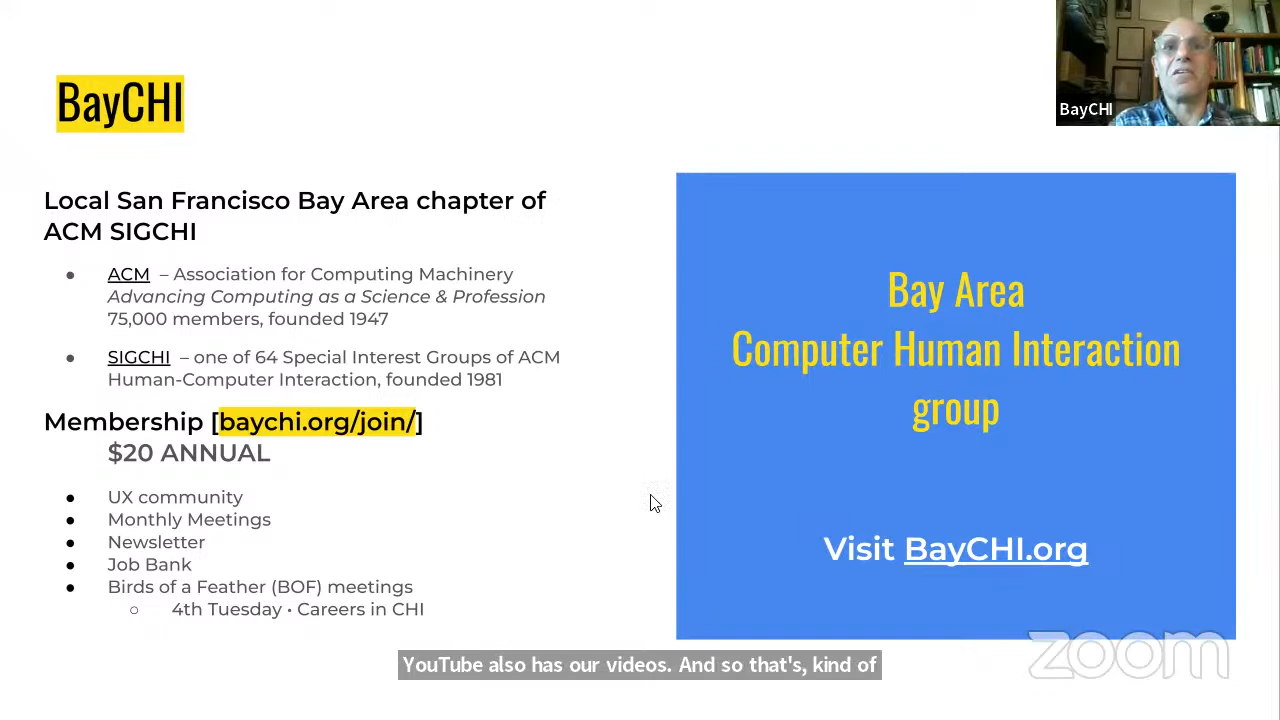 BayCHI
BayCHI
Local San Francisco Bay Area chapter of
ACM SIGCHI
● ACM – Association for Computing Machinery
Advancing Computing as a Science & Profession
75,000 members, founded 1947
● SIGCHI – one of 64 Special Interest Groups of ACM
Human-Computer Interaction, founded 1981
Membership [baychi.org/join/]
$20 ANNUAL
● UX community
● Monthly Meetings
● Newsletter
● Job Bank
● Birds of a Feather (BOF) meetings
○ 4th Tuesday • Careers in CHI
Bay Area
Computer Human Interaction
group
Visit BayCHI.org
YouTube also has our videos. And so that's, kind of
zoom